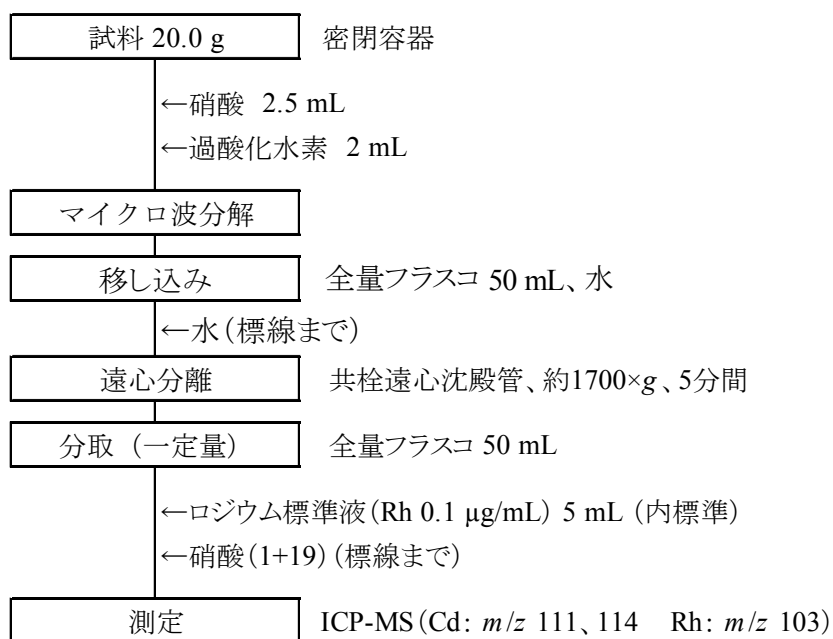 試料 20.0 g 密閉容器
←硝酸 2.5 mL
←過酸化水素 2 mL
マイクロ波分解
移し込み 全量フラスコ 50 mL、水
←水(標線まで)
遠心分離 共栓遠心沈殿管、約1700×g、5分間
分取(一定量) 全量フラスコ 50 mL
←ロジウム標準液(Rh 0.1 µg/mL) 5 mL (内標準)
←硝酸(1+19)(標線まで)
測定 ICP-MS(Cd: m/z 111、114 Rh: m/z 103)